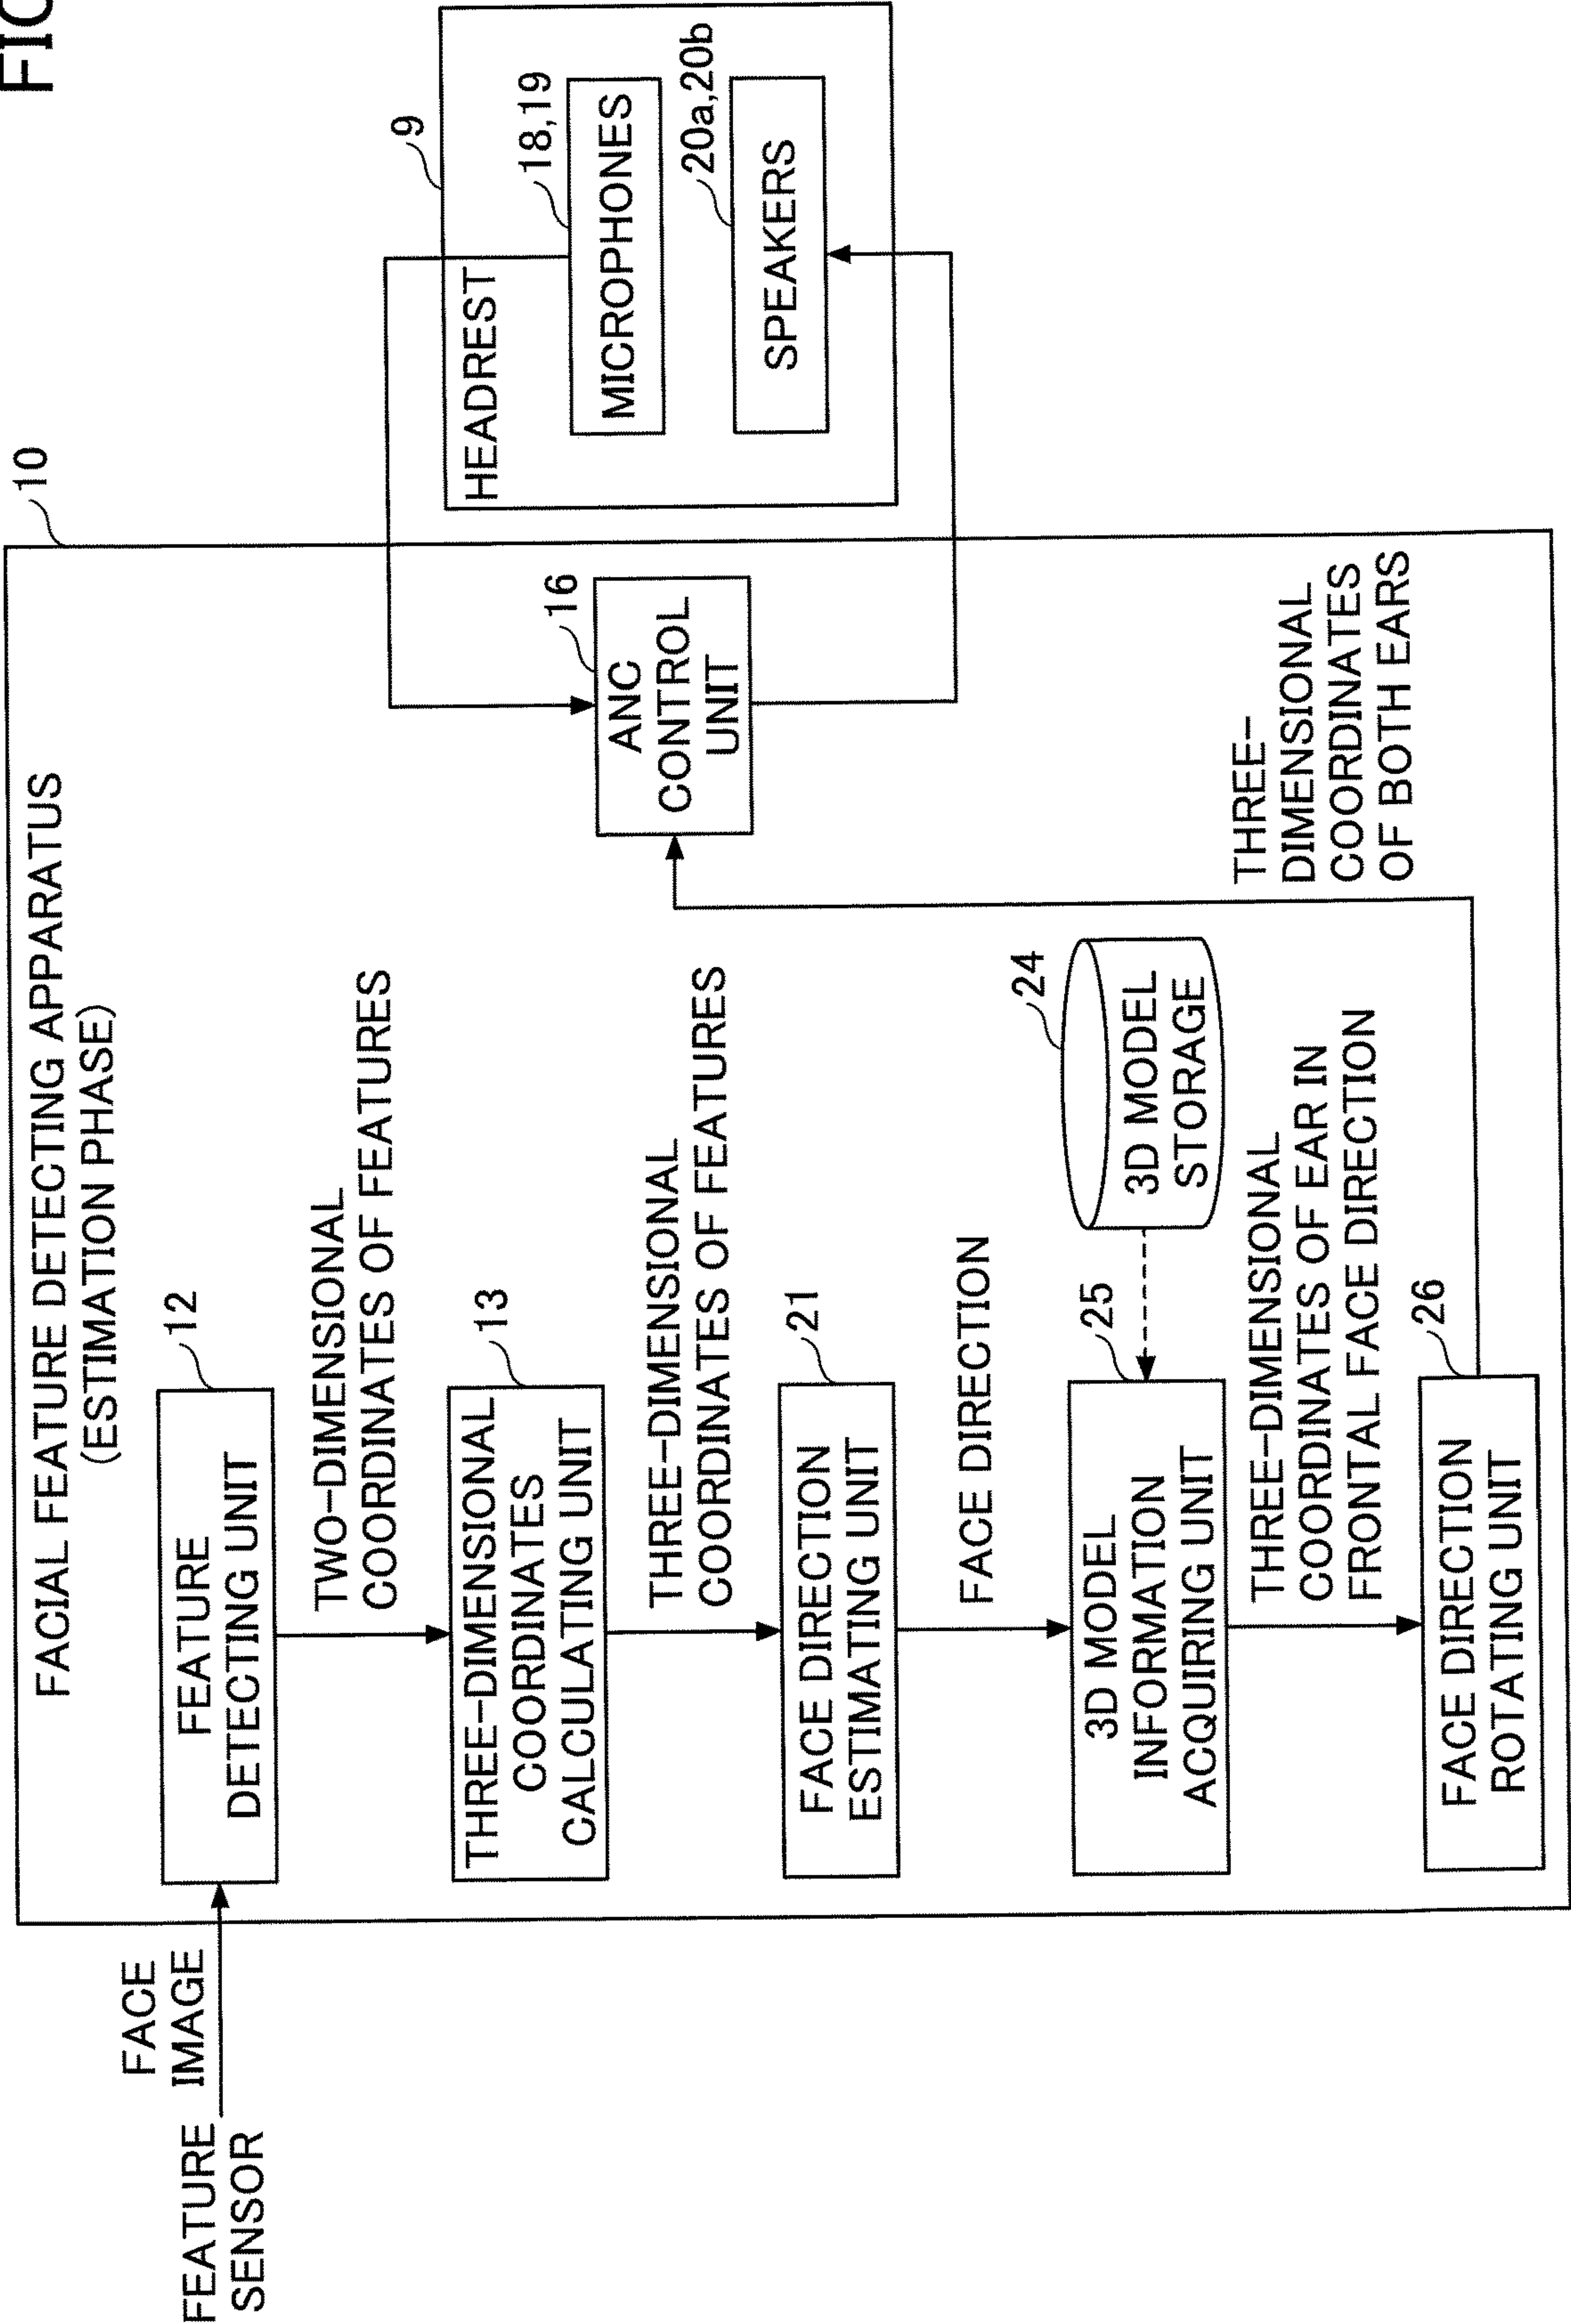 FIG
FACIAL FEATURE DETECTING APPARATUS
(ESTIMATION PHASE)
10
FACE
IMAGE
FEATURE
SENSOR
12
FEATURE
DETECTING UNIT
TWO-DIMENSIONAL
COORDINATES OF FEATURES
13
THREE-DIMENSIONAL
COORDINATES
CALCULATING UNIT
THREE-DIMENSIONAL
COORDINATES OF FEATURES
21
FACE DIRECTION
ESTIMATING UNIT
FACE DIRECTION
24
3D MODEL
STORAGE
25
3D MODEL
INFORMATION
ACQUIRING UNIT
THREE-DIMENSIONAL
COORDINATES OF EAR IN
FRONTAL FACE DIRECTION
26
FACE DIRECTION
ROTATING UNIT
THREE-
DIMENSIONAL
COORDINATES
OF BOTH EARS
16
ANC
CONTROL
UNIT
9
HEADREST
18,19
MICROPHONES
20a,20b
SPEAKERS